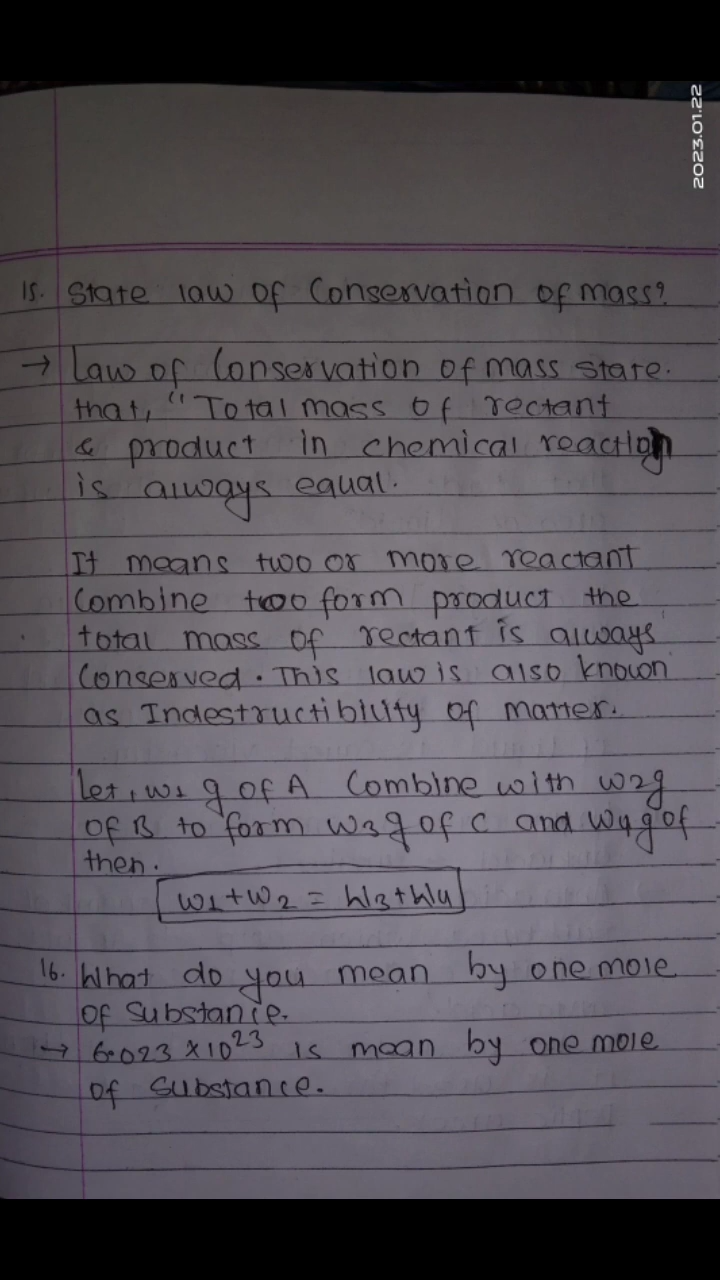 2023.01.22
15. State law of Conservation of mass?
→ Law of Conservation of mass state.
that, "Total mass of rectant
& product in chemical reaction
is always equal.
It means two or more reactant
Combine too form product the
total mass of rectant is always
Conserved. This law is also known
as Indestructibility of matter.
Let, w1 g of A Combine with w2g
of B to form w3g of C and w4g of
then.
w1+w2 = w3+w4
16. What do you mean by one mole
of Substance.
→ 6.023 x 10²³ is mean by one mole
of Substance.